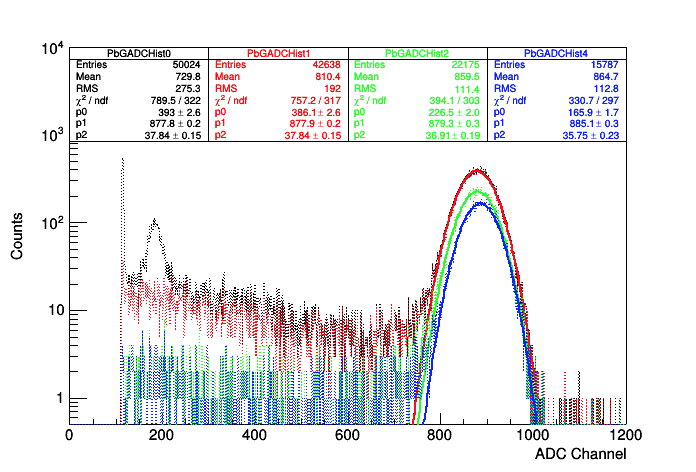 PbGADCHist0
Entries 50024
Mean 729.8
RMS 275.3
χ² / ndf 789.5 / 322
p0 393 ± 2.6
p1 877.8 ± 0.2
p2 37.84 ± 0.15
PbGADCHist1
Entries 42638
Mean 810.4
RMS 192
χ² / ndf 757.2 / 317
p0 386.1 ± 2.6
p1 877.9 ± 0.2
p2 37.84 ± 0.15
PbGADCHist2
Entries 22175
Mean 859.5
RMS 111.4
χ² / ndf 394.1 / 303
p0 226.5 ± 2.0
p1 879.3 ± 0.3
p2 36.91 ± 0.19
PbGADCHist4
Entries 15787
Mean 864.7
RMS 112.8
χ² / ndf 330.7 / 297
p0 165.9 ± 1.7
p1 885.1 ± 0.3
p2 35.75 ± 0.23
Counts
10⁴
10³
10²
10
1
0 200 400 600 800 1000 1200
ADC Channel